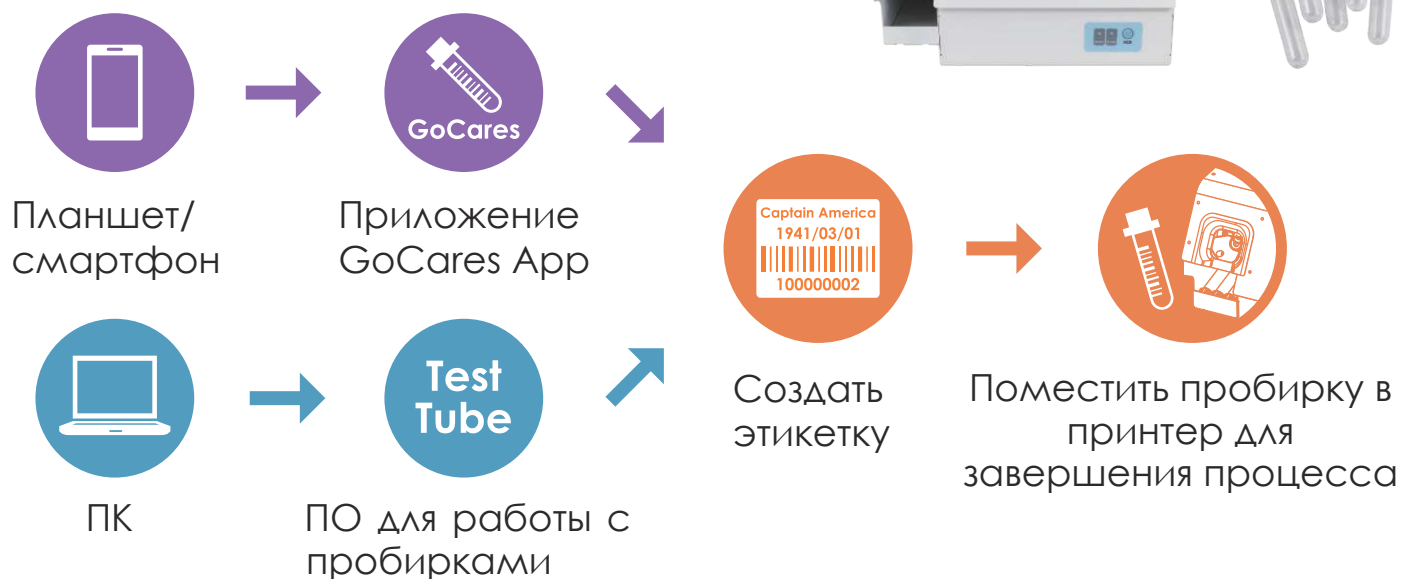 GoCares
Планшет/
смартфон
Приложение
GoCares App
Captain America
1941/03/01
100000002
Создать
этикетку
Поместить пробирку в
принтер для
завершения процесса
Test
Tube
ПК
ПО для работы с
пробирками